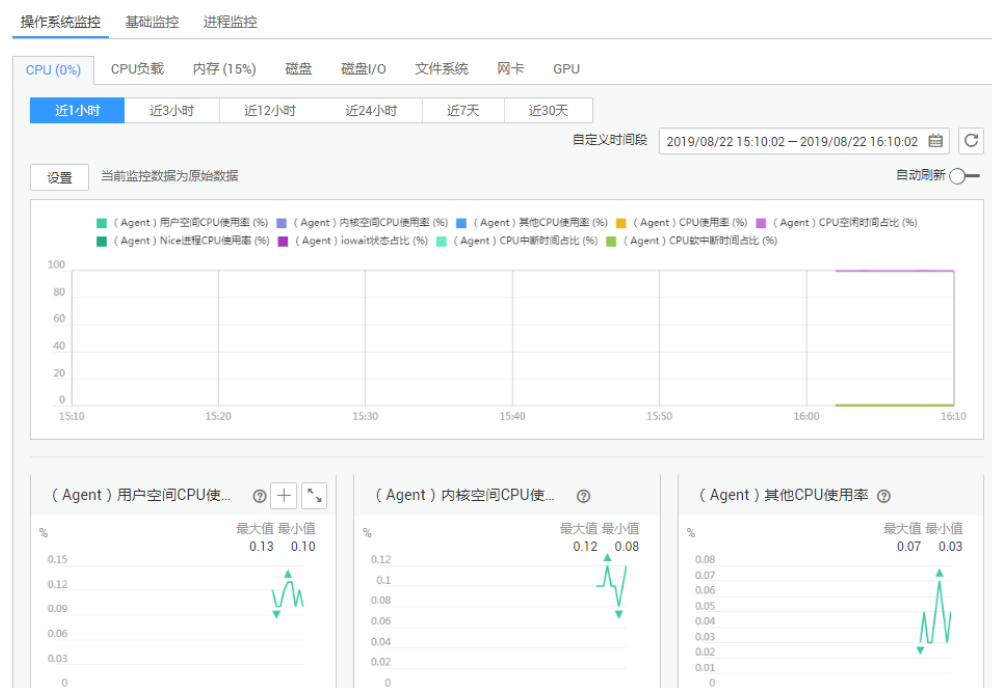 操作系统监控 基础监控 进程监控
CPU (0%) CPU负载 内存 (15%) 磁盘 磁盘I/O 文件系统 网卡 GPU
近1小时 近3小时 近12小时 近24小时 近7天 近30天
自定义时间段 2019/08/22 15:10:02 — 2019/08/22 16:10:02
设置 当前监控数据为原始数据 自动刷新
（Agent）用户空间CPU使用率 (%) （Agent）内核空间CPU使用率 (%) （Agent）其他CPU使用率 (%) （Agent）CPU使用率 (%) （Agent）CPU空闲时间占比 (%)
（Agent）Nice进程CPU使用率 (%) （Agent）iowait状态占比 (%) （Agent）CPU中断时间占比 (%) （Agent）CPU软中断时间占比 (%)
100
80
60
40
20
0
15:10 15:20 15:30 15:40 15:50 16:00 16:10
（Agent）用户空间CPU使... ?
% 最大值 最小值
0.13 0.10
0.15
0.12
0.09
0.06
0.03
0
（Agent）内核空间CPU使... ?
% 最大值 最小值
0.12 0.08
0.12
0.1
0.08
0.06
0.04
0.02
0
（Agent）其他CPU使用率 ?
% 最大值 最小值
0.07 0.03
0.08
0.07
0.06
0.05
0.04
0.03
0.02
0.01
0